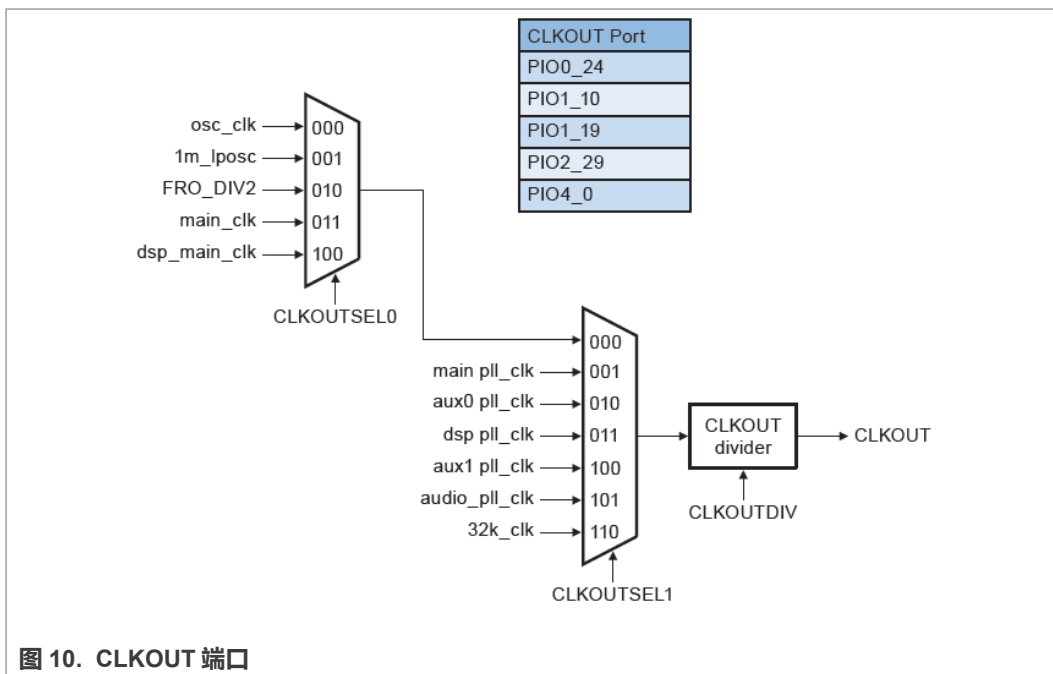 CLKOUT Port
PIO0_24
PIO1_10
PIO1_19
PIO2_29
PIO4_0
osc_clk 000
1m_lposc 001
FRO_DIV2 010
main_clk 011
dsp_main_clk 100
CLKOUTSEL0
000
main pll_clk 001
aux0 pll_clk 010
dsp pll_clk 011
aux1 pll_clk 100
audio_pll_clk 101
32k_clk 110
CLKOUTSEL1
CLKOUT
divider
CLKOUT
CLKOUTDIV
图 10. CLKOUT 端口